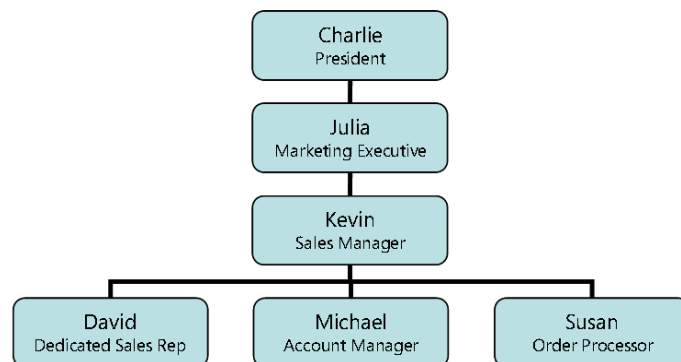 Charlie
President
Julia
Marketing Executive
Kevin
Sales Manager
David
Dedicated Sales Rep
Michael
Account Manager
Susan
Order Processor